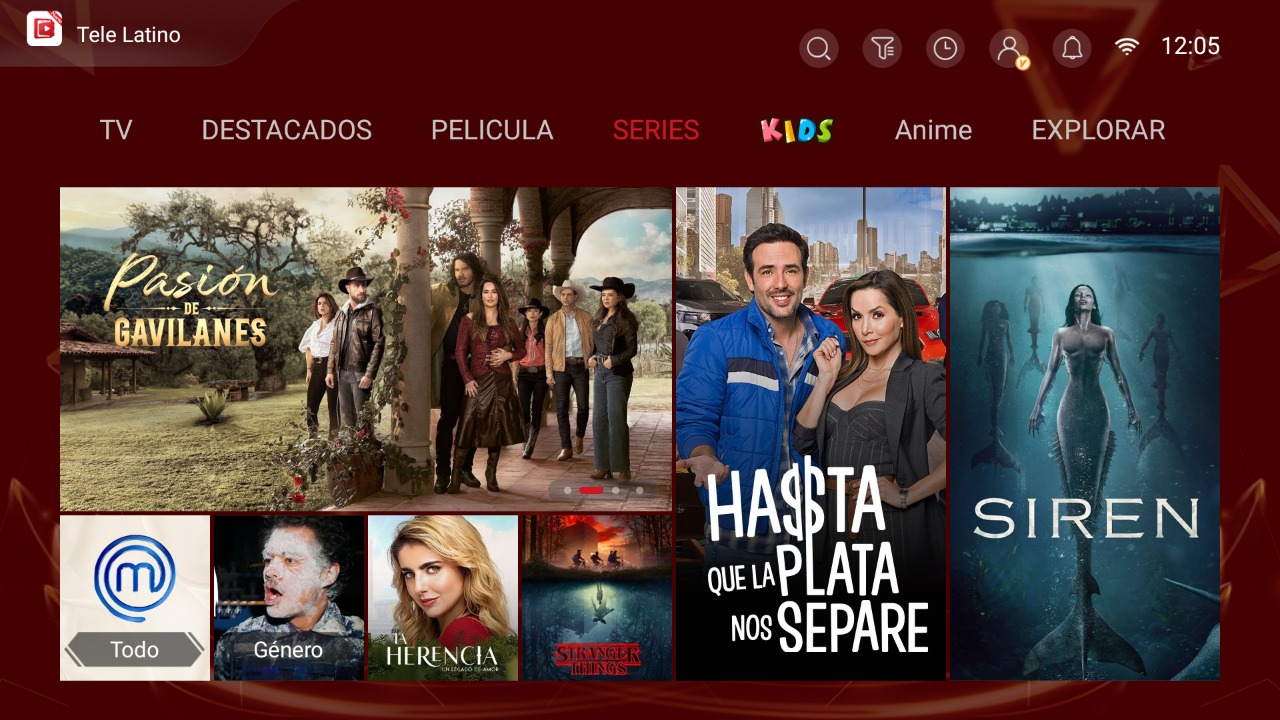 Tele Latino
12:05
TV
DESTACADOS
PELICULA
SERIES
KIDS
Anime
EXPLORAR
Pasión
DE
GAVILANES
HA$$TA
QUE LA PLATA
NOS SEPARE
SIREN
m
Todo
Género
LA
HERENCIA
UN LEGADO DE AMOR
STRANGER
THINGS